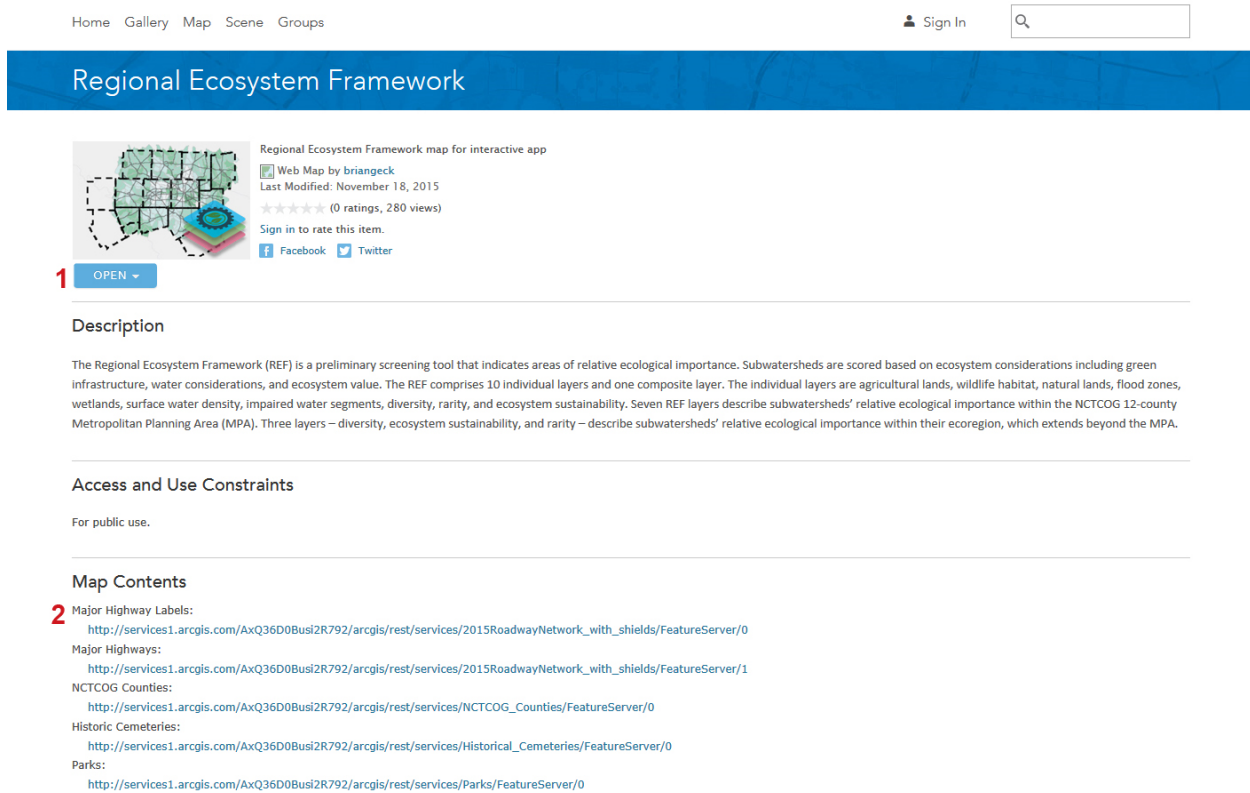 Home Gallery Map Scene Groups Sign In
Regional Ecosystem Framework
Regional Ecosystem Framework map for interactive app
Web Map by briangeck
Last Modified: November 18, 2015
(0 ratings, 280 views)
Sign in to rate this item.
Facebook Twitter
1 OPEN
Description
The Regional Ecosystem Framework (REF) is a preliminary screening tool that indicates areas of relative ecological importance. Subwatersheds are scored based on ecosystem considerations including green
infrastructure, water considerations, and ecosystem value. The REF comprises 10 individual layers and one composite layer. The individual layers are agricultural lands, wildlife habitat, natural lands, flood zones,
wetlands, surface water density, impaired water segments, diversity, rarity, and ecosystem sustainability. Seven REF layers describe subwatersheds' relative ecological importance within the NCTCOG 12-county
Metropolitan Planning Area (MPA). Three layers – diversity, ecosystem sustainability, and rarity – describe subwatersheds' relative ecological importance within their ecoregion, which extends beyond the MPA.
Access and Use Constraints
For public use.
Map Contents
2 Major Highway Labels:
http://services1.arcgis.com/AxQ36D0Busi2R792/arcgis/rest/services/2015RoadwayNetwork_with_shields/FeatureServer/0
Major Highways:
http://services1.arcgis.com/AxQ36D0Busi2R792/arcgis/rest/services/2015RoadwayNetwork_with_shields/FeatureServer/1
NCTCOG Counties:
http://services1.arcgis.com/AxQ36D0Busi2R792/arcgis/rest/services/NCTCOG_Counties/FeatureServer/0
Historic Cemeteries:
http://services1.arcgis.com/AxQ36D0Busi2R792/arcgis/rest/services/Historical_Cemeteries/FeatureServer/0
Parks:
http://services1.arcgis.com/AxQ36D0Busi2R792/arcgis/rest/services/Parks/FeatureServer/0